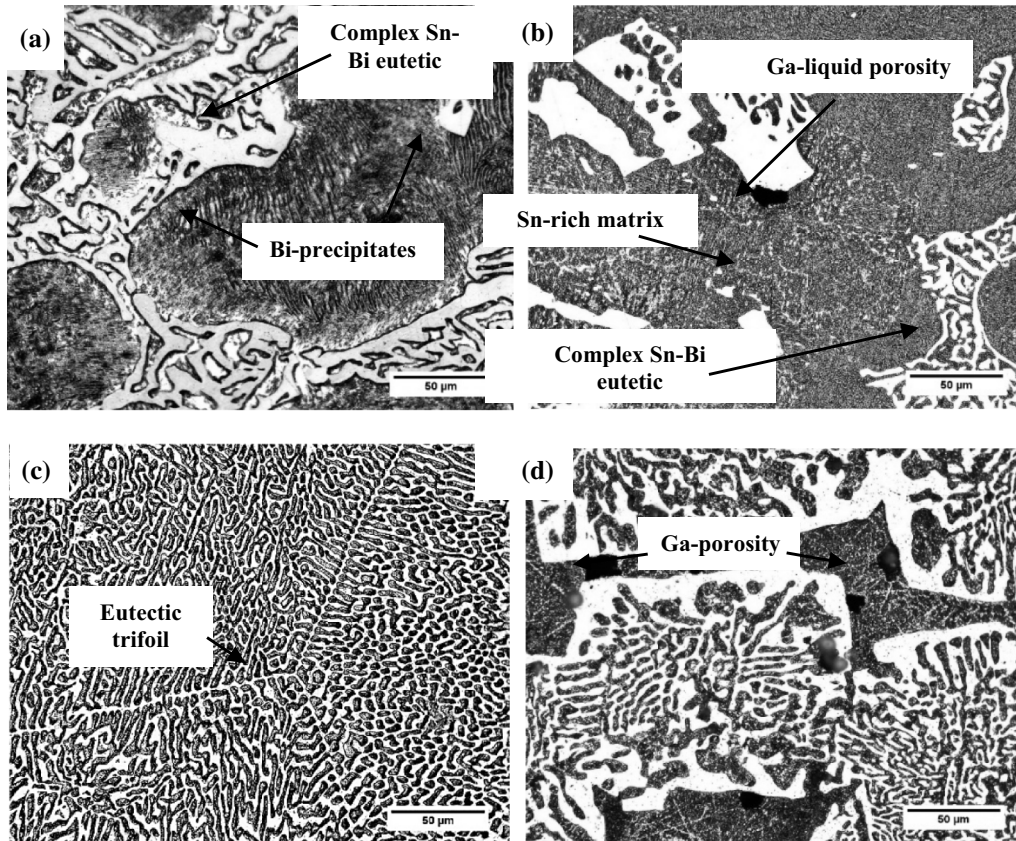 (a)
Complex Sn-
Bi eutetic
Bi-precipitates
50 µm
(b)
Ga-liquid porosity
Sn-rich matrix
Complex Sn-Bi
eutetic
50 µm
(c)
Eutectic
trifoil
50 µm
(d)
Ga-porosity
50 µm